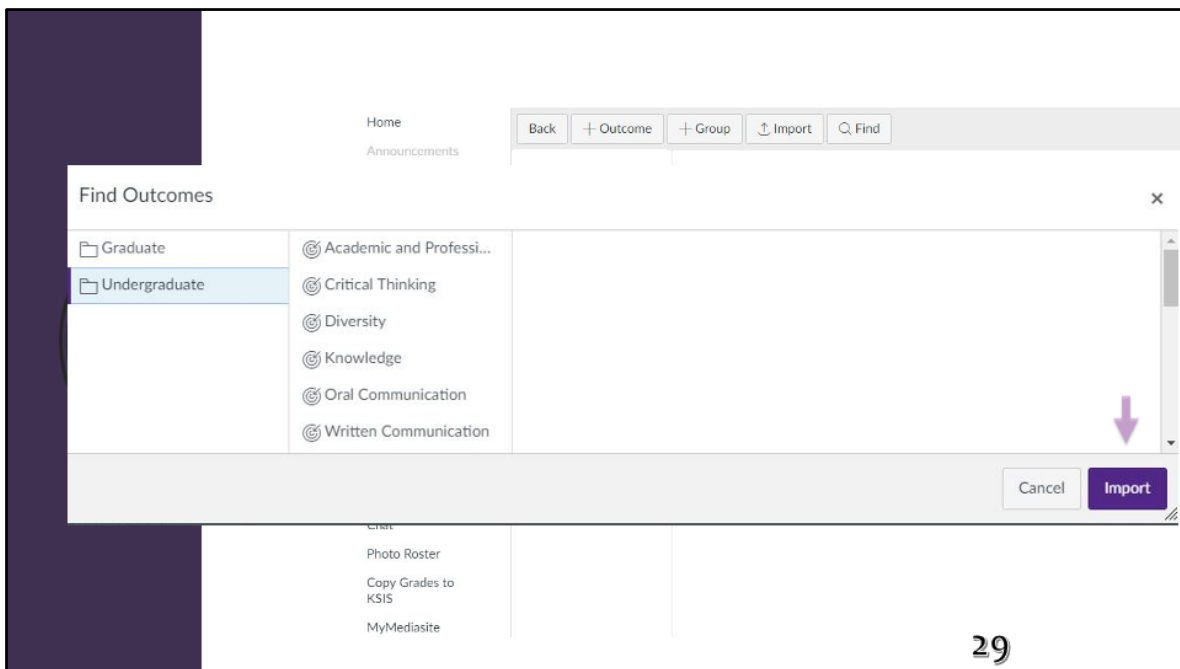 Home
Announcements
Back
+ Outcome
+ Group
Import
Find
Find Outcomes
×
Graduate
Undergraduate
Academic and Professi...
Critical Thinking
Diversity
Knowledge
Oral Communication
Written Communication
Cancel
Import
Chat
Photo Roster
Copy Grades to
KSIS
MyMediasite
29